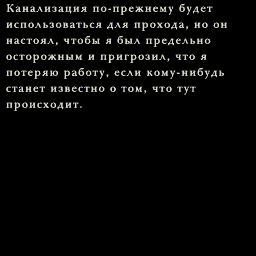 Канализация по-прежнему будет
использоваться для прохода, но он
настоял, чтобы я был предельно
осторожным и пригрозил, что я
потеряю работу, если кому-нибудь
станет известно о том, что тут
происходит.